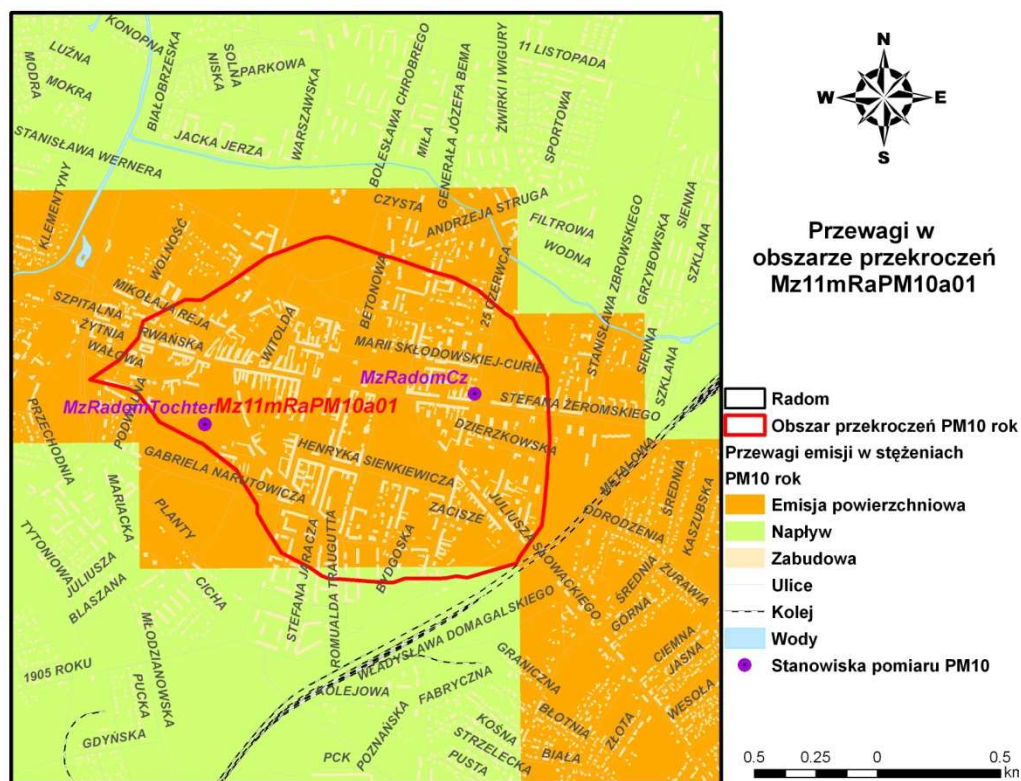 KONOPNA
LUŹNA
MODRA
MOKRA
BIAŁOBRZESKA
SOLNA
NISKA
PARKOWA
WARSZAWSKA
JACKA JERZA
STANISŁAWA WERNERA
KLEMENTYNY
BOLESŁAWA CHROBREGO
MIŁA
GENERAŁA JÓZEFA BEMA
ŻWIRKI I WIGURY
11 LISTOPADA
SPORTOWA
CZYSTA
ANDRZEJA STRUGA
FILTROWA
WODNA
STANISŁAWA ZBROWSKIEGO
GRZYBOWSKA
SIENNA
SZKLANA
WOLNOŚĆ
MIKOŁAJA REJA
SZPITALNA
ŻYTNIA
WAŁOWA
RWAŃSKA
WITOLDA
BETONOWA
25 CZERWCA
MARII SKŁODOWSKIEJ-CURIE
SIENNA
SZKLANA
MzRadomCz
MzRadomTochter
Mz11mRaPM10a01
STEFANA ŻEROMSKIEGO
DZIERZKOWSKA
PODWALNA
PRZECHODNIA
HENRYKA SIENKIEWICZA
GABRIELA NARUTOWICZA
METALOWA
ŚREDNIA
KASZUBSKA
ODRODZENIA
MARIACKA
PLANTY
ZACISZE
JULIUSZA SŁOWACKIEGO
TYTONIOWA
JULIUSZA
BLASZANA
CICHA
STEFANA JARACZA
ROMUALDA TRAUGUTTA
BYDGOSKA
ŚREDNIA
GÓRNA
ŻURAWIA
WŁADYSŁAWA DOMAGALSKIEGO
MŁODZIANOWSKA
1905 ROKU
PUCKA
GDYŃSKA
KOLEJOWA
FABRYCZNA
GRANICZNA
CIEMNA
JASNA
WESOŁA
POZNAŃSKA
PCK
KOŚNA
STRZELECKA
PUSTA
BŁOTNIA
BIAŁA
ZŁOTA
N
W
E
S
Przewagi w
obszarze przekroczeń
Mz11mRaPM10a01
Radom
Obszar przekroczeń PM10 rok
Przewagi emisji w stężeniach
PM10 rok
Emisja powierzchniowa
Napływ
Zabudowa
Ulice
Kolej
Wody
Stanowiska pomiaru PM10
0.5 0.25 0 0.5
km